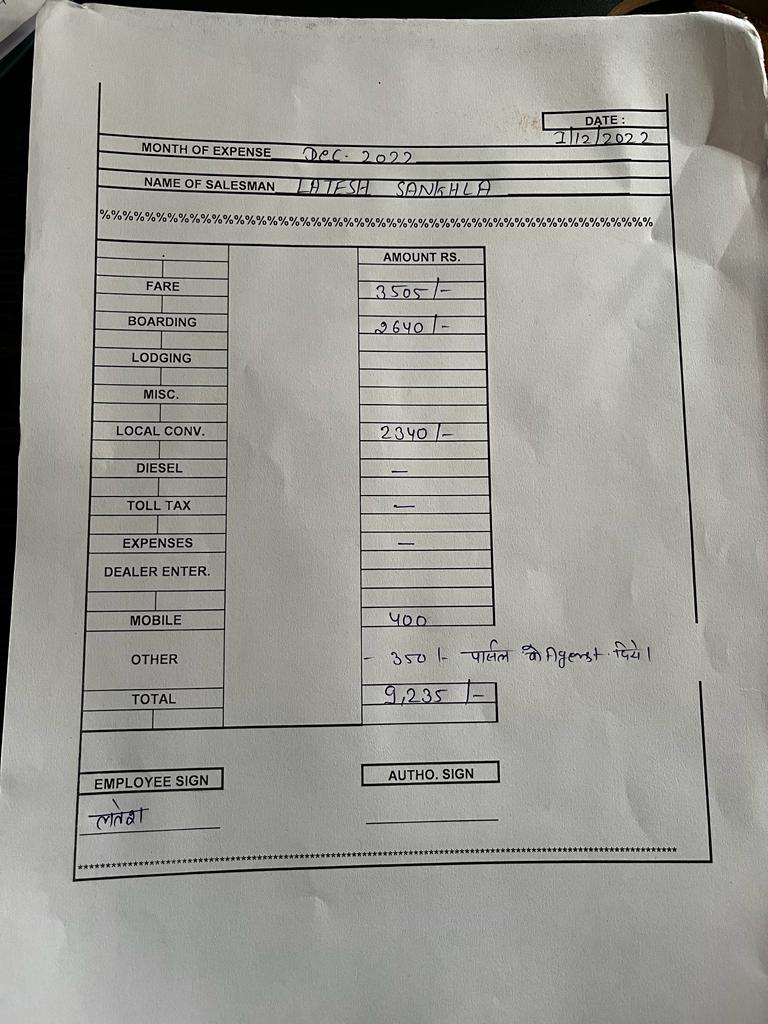 DATE :
1/12/2022
MONTH OF EXPENSE Dec. 2022
NAME OF SALESMAN LATESH SANKHLA
%%%%%%%%%%%%%%%%%%%%%%%%%%%%%%%%%%%%%%%%%%%%%%%%%%%%%%%%%%
AMOUNT RS.
FARE 3505/-
BOARDING 2640/-
LODGING
MISC.
LOCAL CONV. 2340/-
DIESEL —
TOLL TAX —
EXPENSES —
DEALER ENTER.
MOBILE 400
OTHER - 350/- पार्सल के Agenst. दिये।
TOTAL 9,235/-
EMPLOYEE SIGN AUTHO. SIGN
लतेश
********************************************************************************